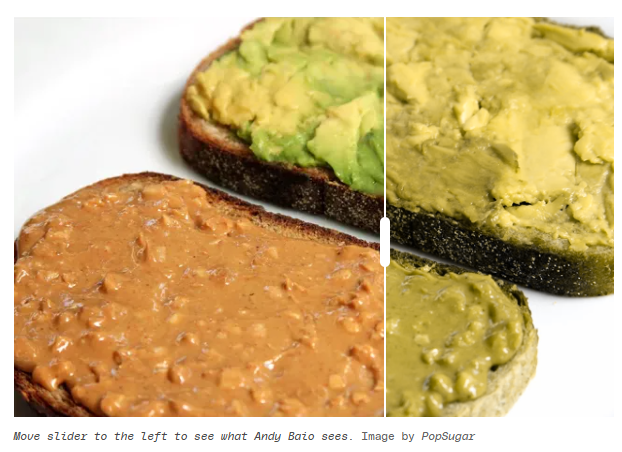 Move slider to the left to see what Andy Baio sees. Image by PopSugar